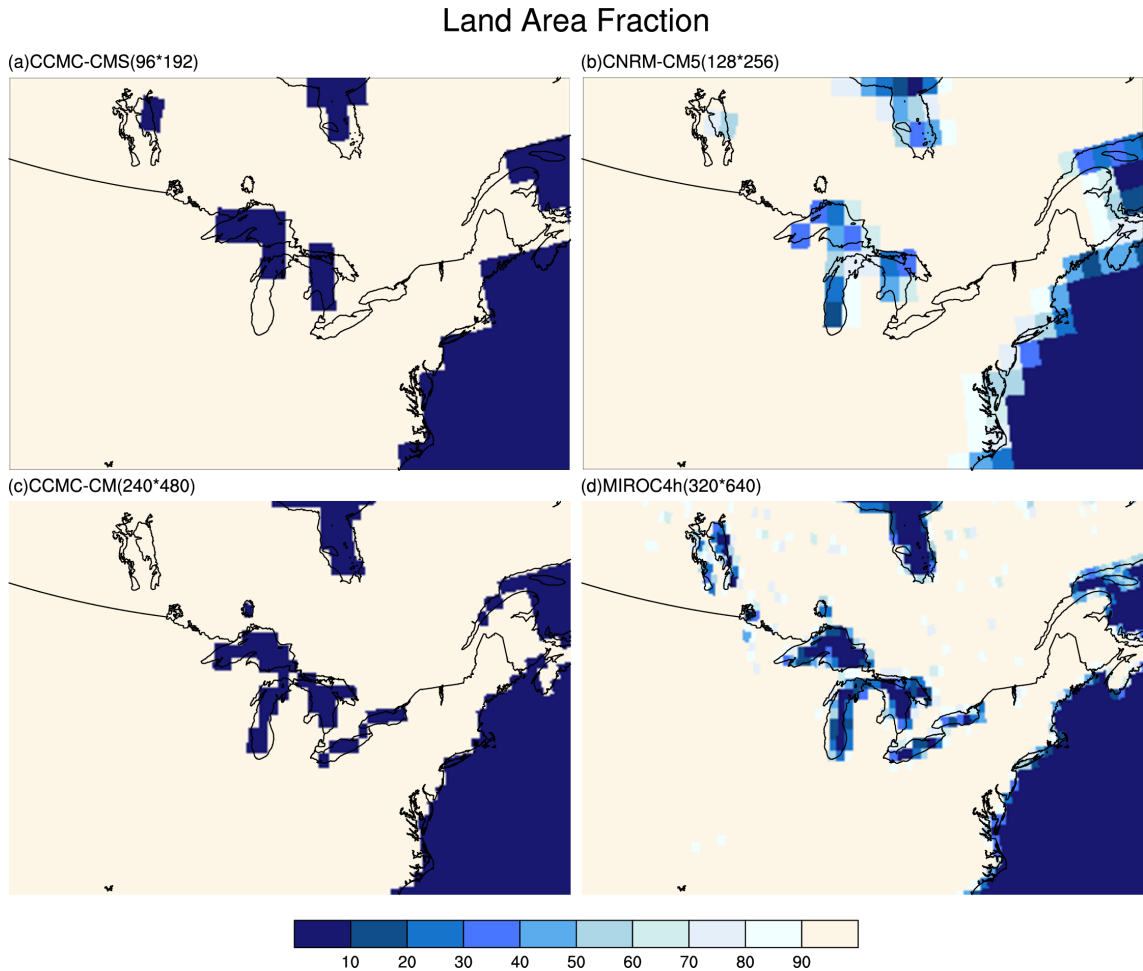 Land Area Fraction
(a)CCMC-CMS(96*192)
(b)CNRM-CM5(128*256)
(c)CCMC-CM(240*480)
(d)MIROC4h(320*640)
10 20 30 40 50 60 70 80 90